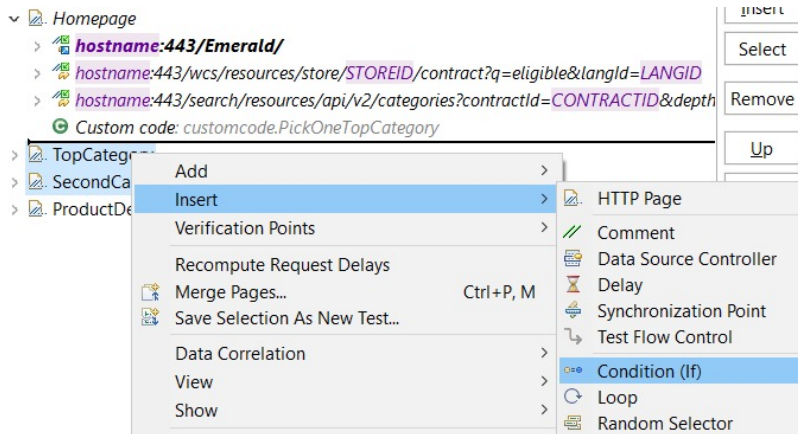 Homepage
Insert
hostname:443/Emerald/
Select
hostname:443/wcs/resources/store/STOREID/contract?q=eligible&langId=LANGID
hostname:443/search/resources/api/v2/categories?contractId=CONTRACTID&depth
Remove
Custom code: customcode.PickOneTopCategory
Up
TopCategory
Add
SecondCa
Insert
HTTP Page
ProductDe
Verification Points
Comment
Recompute Request Delays
Data Source Controller
Merge Pages... Ctrl+P, M
Delay
Save Selection As New Test...
Synchronization Point
Test Flow Control
Data Correlation
Condition (If)
View
Loop
Show
Random Selector